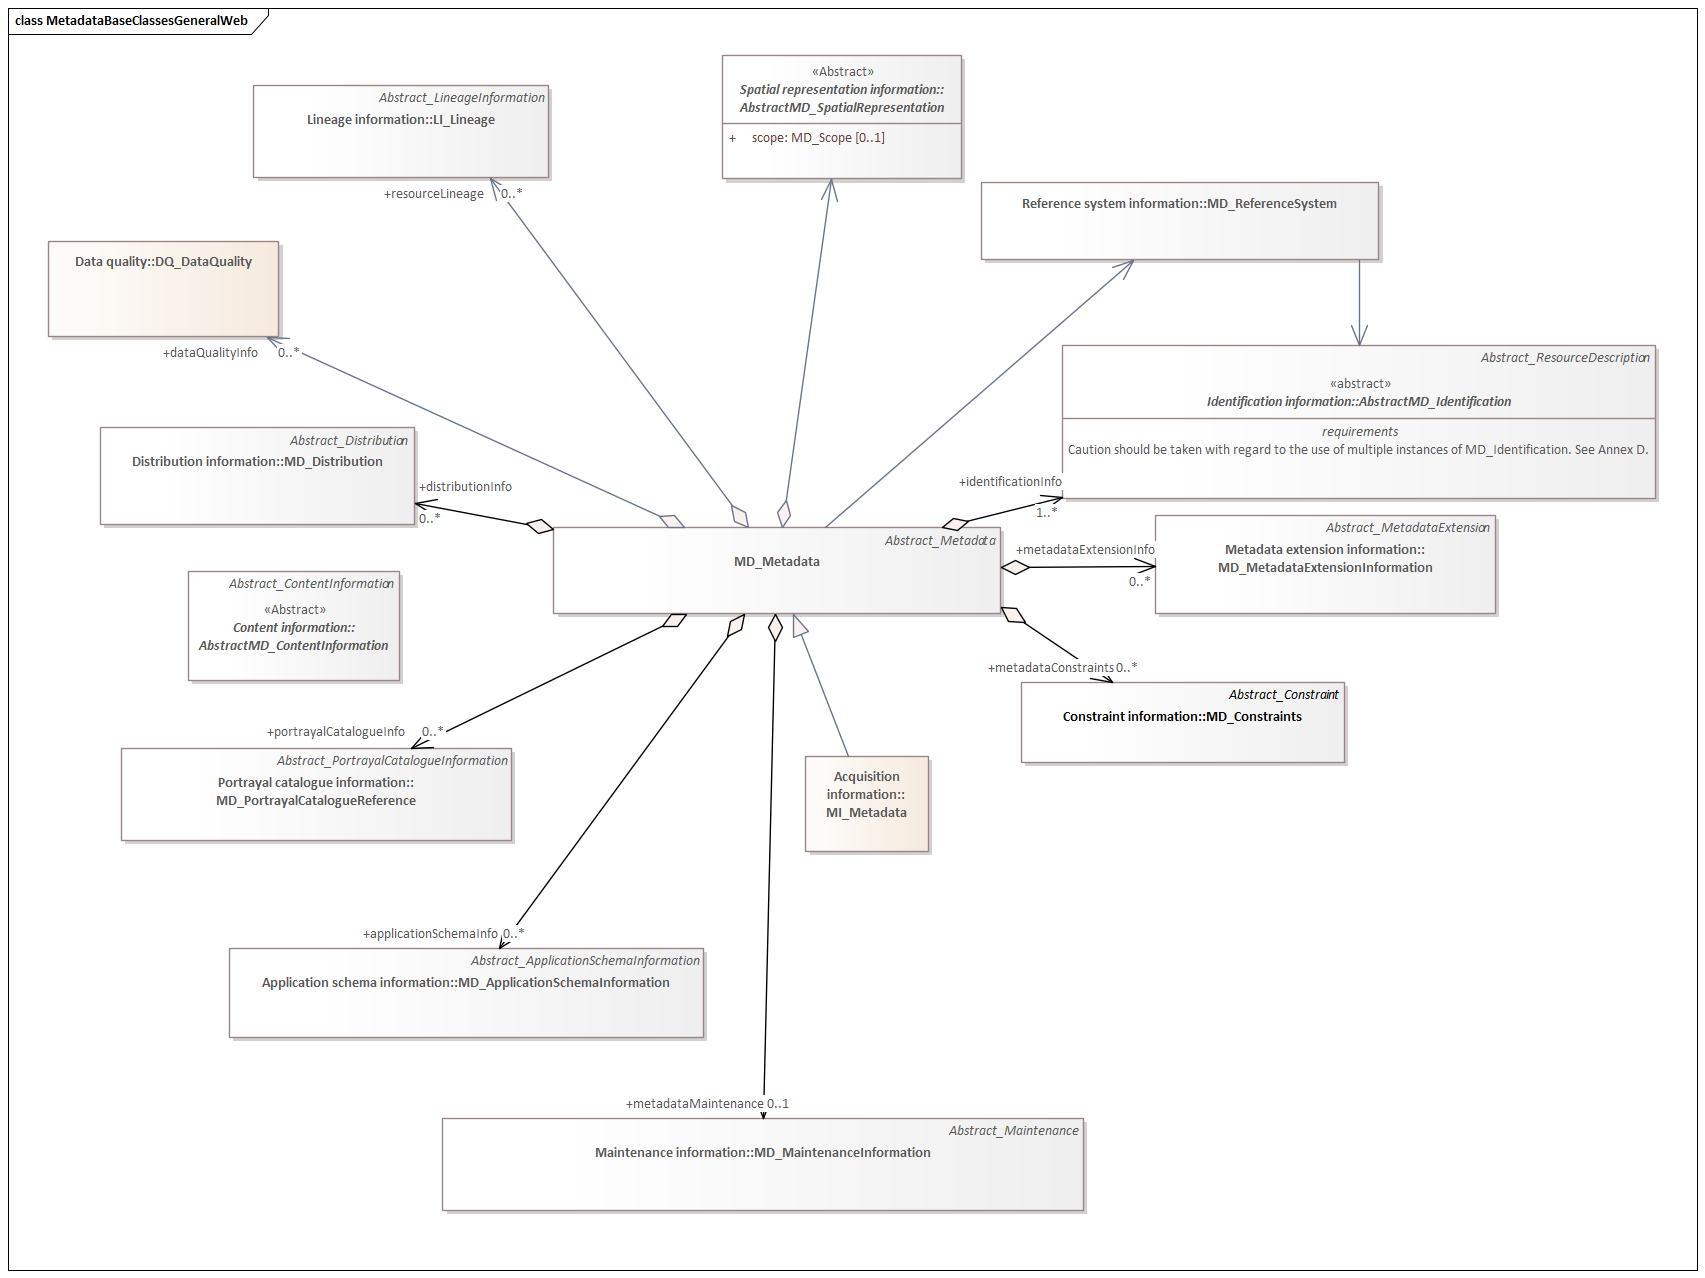 class MetadataBaseClassesGeneralWeb
«Abstract»
Spatial representation information::
AbstractMD_SpatialRepresentation
+ scope: MD_Scope [0..1]
Abstract_LineageInformation
Lineage information::LI_Lineage
+resourceLineage 0..*
Reference system information::MD_ReferenceSystem
Data quality::DQ_DataQuality
+dataQualityInfo 0..*
Abstract_ResourceDescription
«abstract»
Identification information::AbstractMD_Identification
requirements
Caution should be taken with regard to the use of multiple instances of MD_Identification. See Annex D.
+identificationInfo
1..*
Abstract_Distribution
Distribution information::MD_Distribution
+distributionInfo
0..*
Abstract_Metadata
MD_Metadata
Abstract_MetadataExtension
Metadata extension information::
MD_MetadataExtensionInformation
+metadataExtensionInfo
0..*
Abstract_ContentInformation
«Abstract»
Content information::
AbstractMD_ContentInformation
+metadataConstraints 0..*
Abstract_Constraint
Constraint information::MD_Constraints
+portrayalCatalogueInfo 0..*
Abstract_PortrayalCatalogueInformation
Portrayal catalogue information::
MD_PortrayalCatalogueReference
Acquisition
information::
MI_Metadata
+applicationSchemaInfo 0..*
Abstract_ApplicationSchemaInformation
Application schema information::MD_ApplicationSchemaInformation
+metadataMaintenance 0..1
Abstract_Maintenance
Maintenance information::MD_MaintenanceInformation